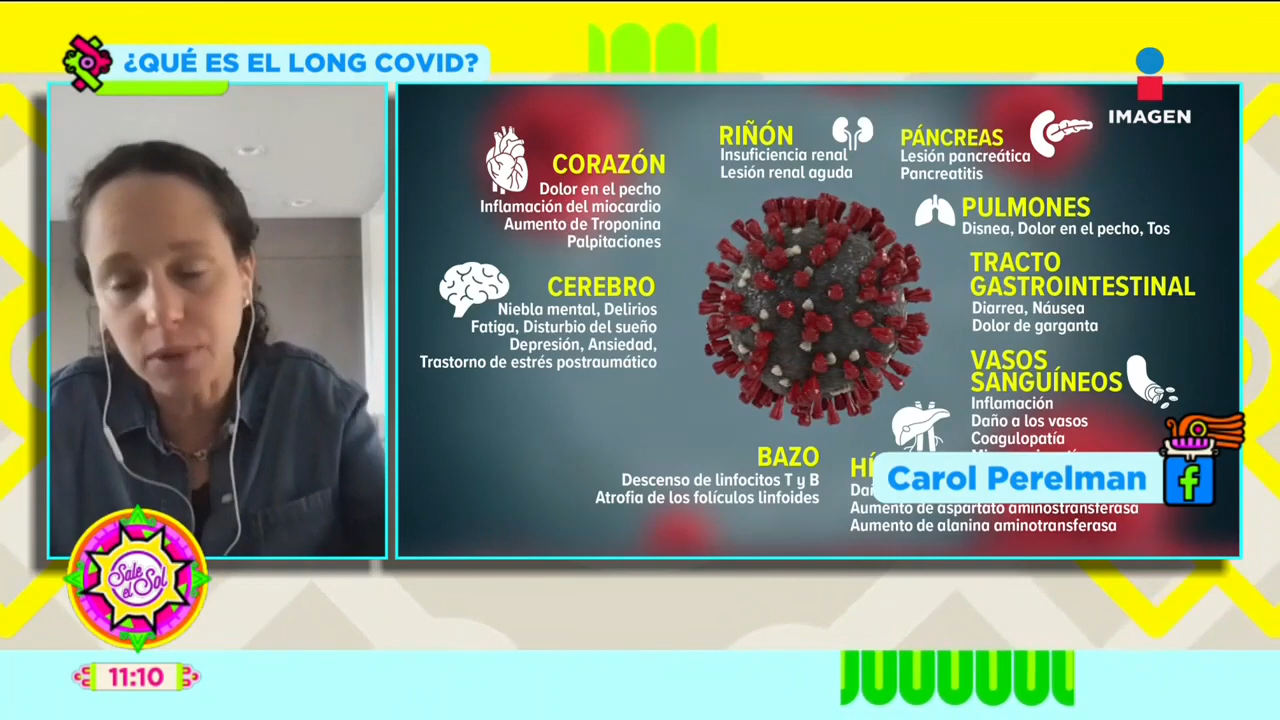 ¿QUÉ ES EL LONG COVID?
IMAGEN
CORAZÓN
Dolor en el pecho
Inflamación del miocardio
Aumento de Troponina
Palpitaciones
CEREBRO
Niebla mental, Delirios
Fatiga, Disturbio del sueño
Depresión, Ansiedad,
Trastorno de estrés postraumático
RIÑÓN
Insuficiencia renal
Lesión renal aguda
PÁNCREAS
Lesión pancreática
Pancreatitis
PULMONES
Disnea, Dolor en el pecho, Tos
TRACTO
GASTROINTESTINAL
Diarrea, Náusea
Dolor de garganta
VASOS
SANGUÍNEOS
Inflamación
Daño a los vasos
Coagulopatía
BAZO
Descenso de linfocitos T y B
Atrofia de los folículos linfoides
Aumento de aspartato aminostransferasa
Aumento de alanina aminotransferasa
Carol Perelman
f
Sale
el
Sol
11:10